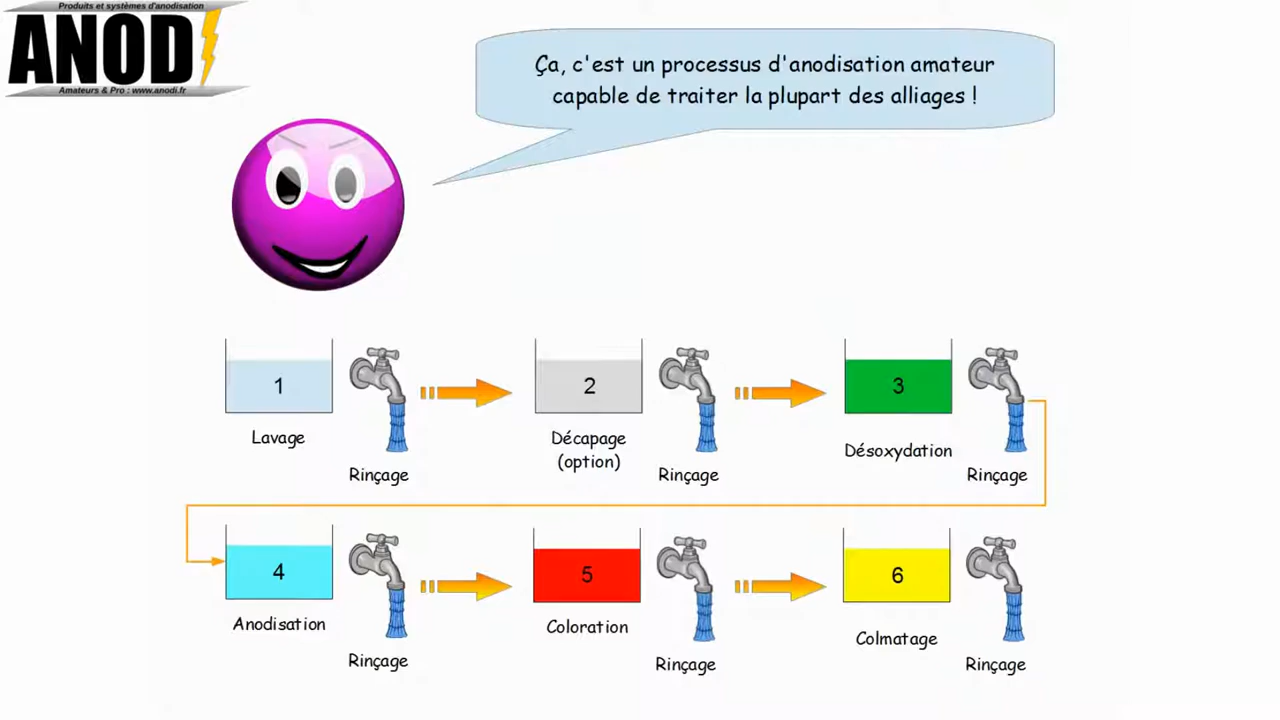 Produits et systèmes d'anodisation
ANODI
Amateurs & Pro : www.anodi.fr
Ça, c'est un processus d'anodisation amateur
capable de traiter la plupart des alliages !
1
2
3
Lavage
Décapage
(option)
Désoxydation
Rinçage
Rinçage
Rinçage
4
5
6
Anodisation
Coloration
Colmatage
Rinçage
Rinçage
Rinçage